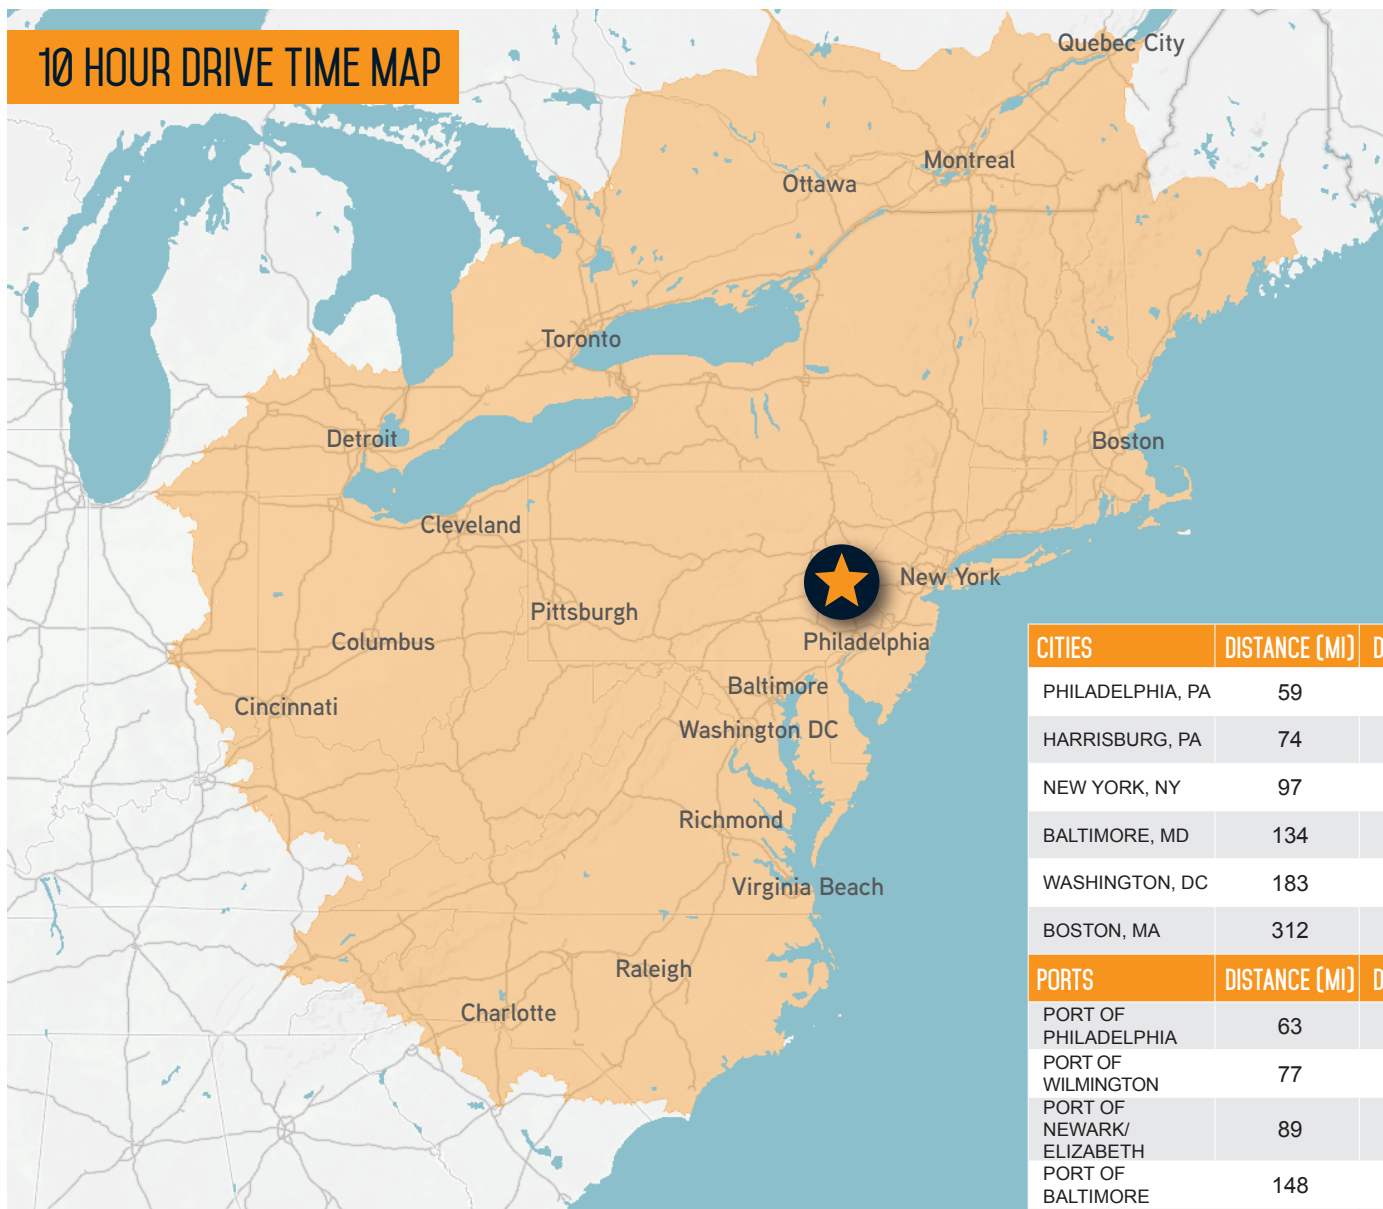 10 HOUR DRIVE TIME MAP
Quebec City
Montreal
Ottawa
Toronto
Detroit
Boston
Cleveland
New York
Pittsburgh
Columbus
Philadelphia
Baltimore
Cincinnati
Washington DC
Richmond
Virginia Beach
Raleigh
Charlotte
CITIES DISTANCE (MI) D
PHILADELPHIA, PA 59
HARRISBURG, PA 74
NEW YORK, NY 97
BALTIMORE, MD 134
WASHINGTON, DC 183
BOSTON, MA 312
PORTS DISTANCE (MI) D
PORT OF
PHILADELPHIA 63
PORT OF
WILMINGTON 77
PORT OF
NEWARK/ 89
ELIZABETH
PORT OF
BALTIMORE 148